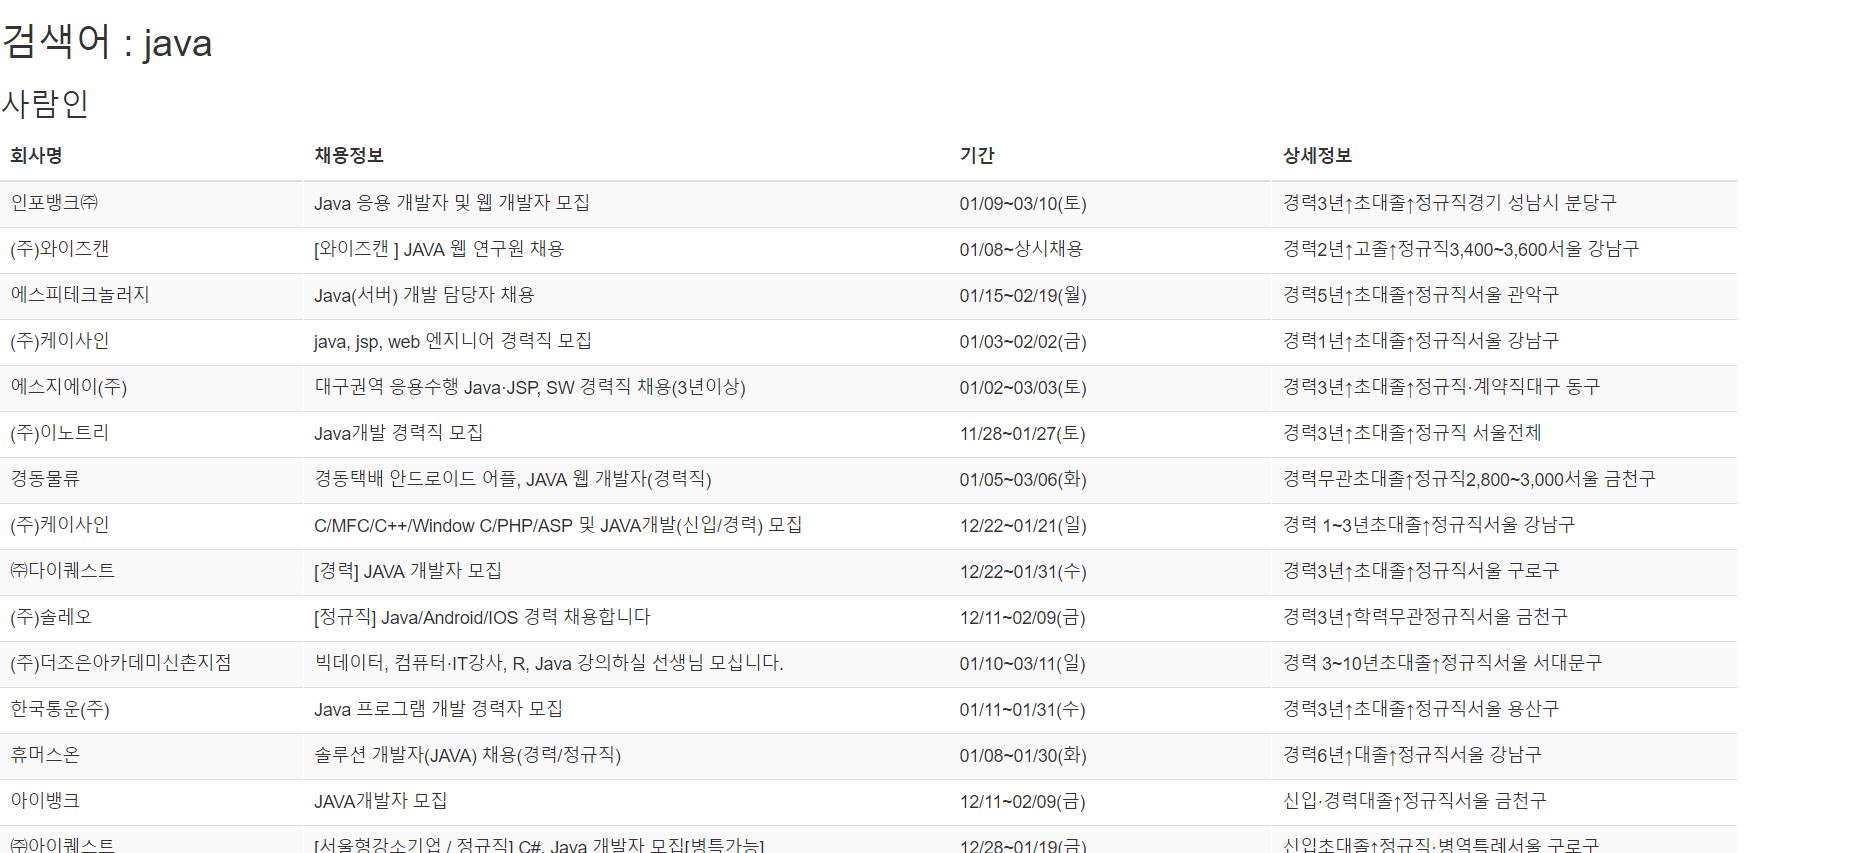 검색어 : java
사람인
회사명 채용정보 기간 상세정보
인포뱅크㈜ Java 응용 개발자 및 웹 개발자 모집 01/09~03/10(토) 경력3년↑초대졸↑정규직경기 성남시 분당구
(주)와이즈캔 [와이즈캔 ] JAVA 웹 연구원 채용 01/08~상시채용 경력2년↑고졸↑정규직3,400~3,600서울 강남구
에스피테크놀러지 Java(서버) 개발 담당자 채용 01/15~02/19(월) 경력5년↑초대졸↑정규직서울 관악구
(주)케이사인 java, jsp, web 엔지니어 경력직 모집 01/03~02/02(금) 경력1년↑초대졸↑정규직서울 강남구
에스지에이(주) 대구권역 응용수행 Java·JSP, SW 경력직 채용(3년이상) 01/02~03/03(토) 경력3년↑초대졸↑정규직·계약직대구 동구
(주)이노트리 Java개발 경력직 모집 11/28~01/27(토) 경력3년↑초대졸↑정규직 서울전체
경동물류 경동택배 안드로이드 어플, JAVA 웹 개발자(경력직) 01/05~03/06(화) 경력무관초대졸↑정규직2,800~3,000서울 금천구
(주)케이사인 C/MFC/C++/Window C/PHP/ASP 및 JAVA개발(신입/경력) 모집 12/22~01/21(일) 경력 1~3년초대졸↑정규직서울 강남구
㈜다이퀘스트 [경력] JAVA 개발자 모집 12/22~01/31(수) 경력3년↑초대졸↑정규직서울 구로구
(주)솔레오 [정규직] Java/Android/IOS 경력 채용합니다 12/11~02/09(금) 경력3년↑학력무관정규직서울 금천구
(주)더조은아카데미신촌지점 빅데이터, 컴퓨터·IT강사, R, Java 강의하실 선생님 모십니다. 01/10~03/11(일) 경력 3~10년초대졸↑정규직서울 서대문구
한국통운(주) Java 프로그램 개발 경력자 모집 01/11~01/31(수) 경력3년↑초대졸↑정규직서울 용산구
휴머스온 솔루션 개발자(JAVA) 채용(경력/정규직) 01/08~01/30(화) 경력6년↑대졸↑정규직서울 강남구
아이뱅크 JAVA개발자 모집 12/11~02/09(금) 신입·경력대졸↑정규직서울 금천구
㈜아이퀘스트 [서울형강소기업 / 정규직] C#, Java 개발자 모집[병특가능] 12/28~01/19(금) 신입초대졸↑정규직·병역특례서울 구로구